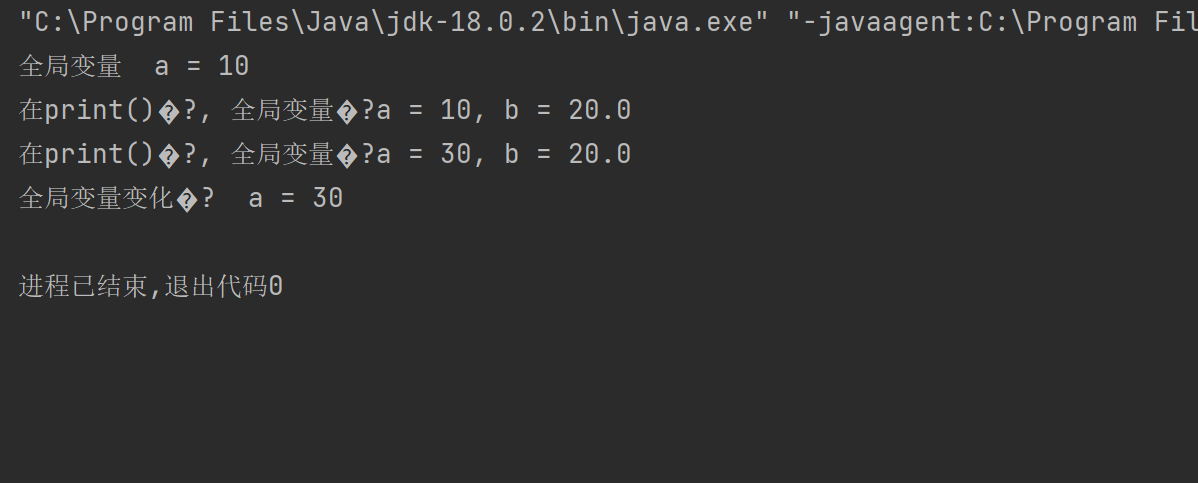 "C:\Program Files\Java\jdk-18.0.2\bin\java.exe" "-javaagent:C:\Program Fil
全局变量  a = 10
在print()�?, 全局变量�?a = 10, b = 20.0
在print()�?, 全局变量�?a = 30, b = 20.0
全局变量变化�?  a = 30
进程已结束,退出代码0